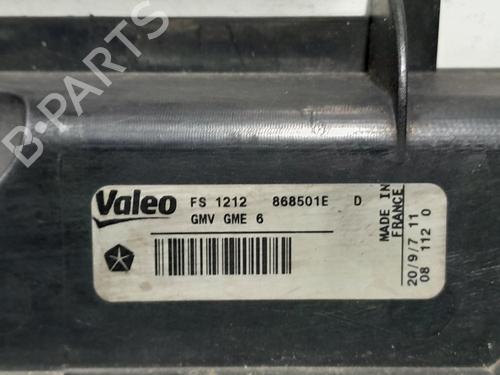 B-PARTS
Valeo FS 1212 868501E D
GMV GME 6
MADE IN
FRANCE
20/9/7 11
08 112 0